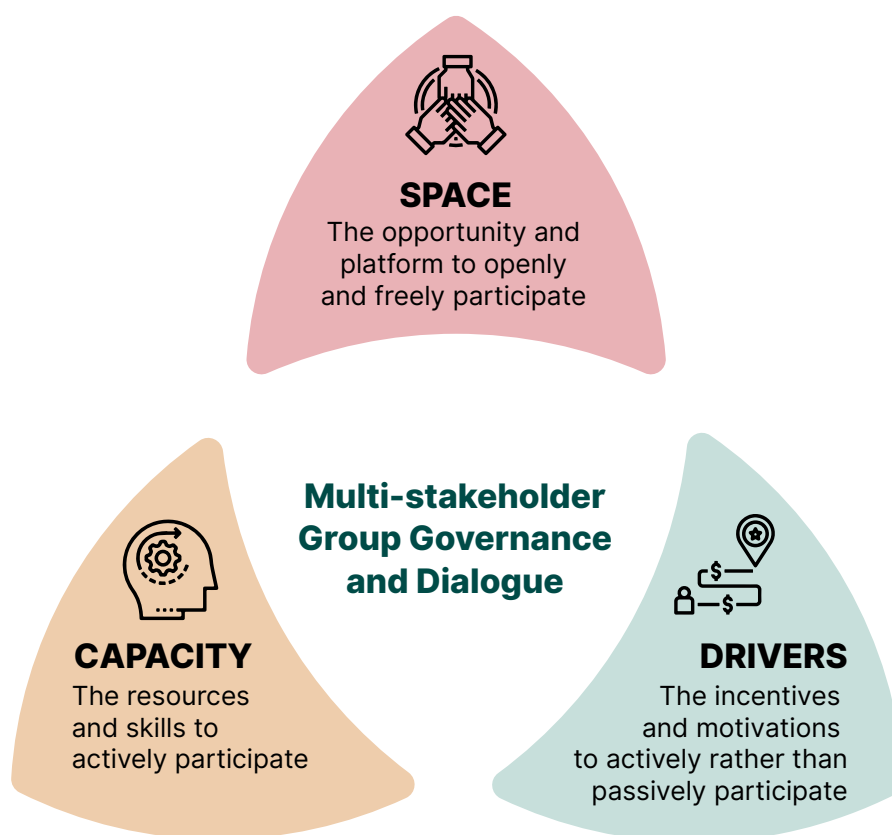 SPACE
The opportunity and
platform to openly
and freely participate
Multi-stakeholder
Group Governance
and Dialogue
CAPACITY
The resources
and skills to
actively participate
DRIVERS
The incentives
and motivations
to actively rather than
passively participate